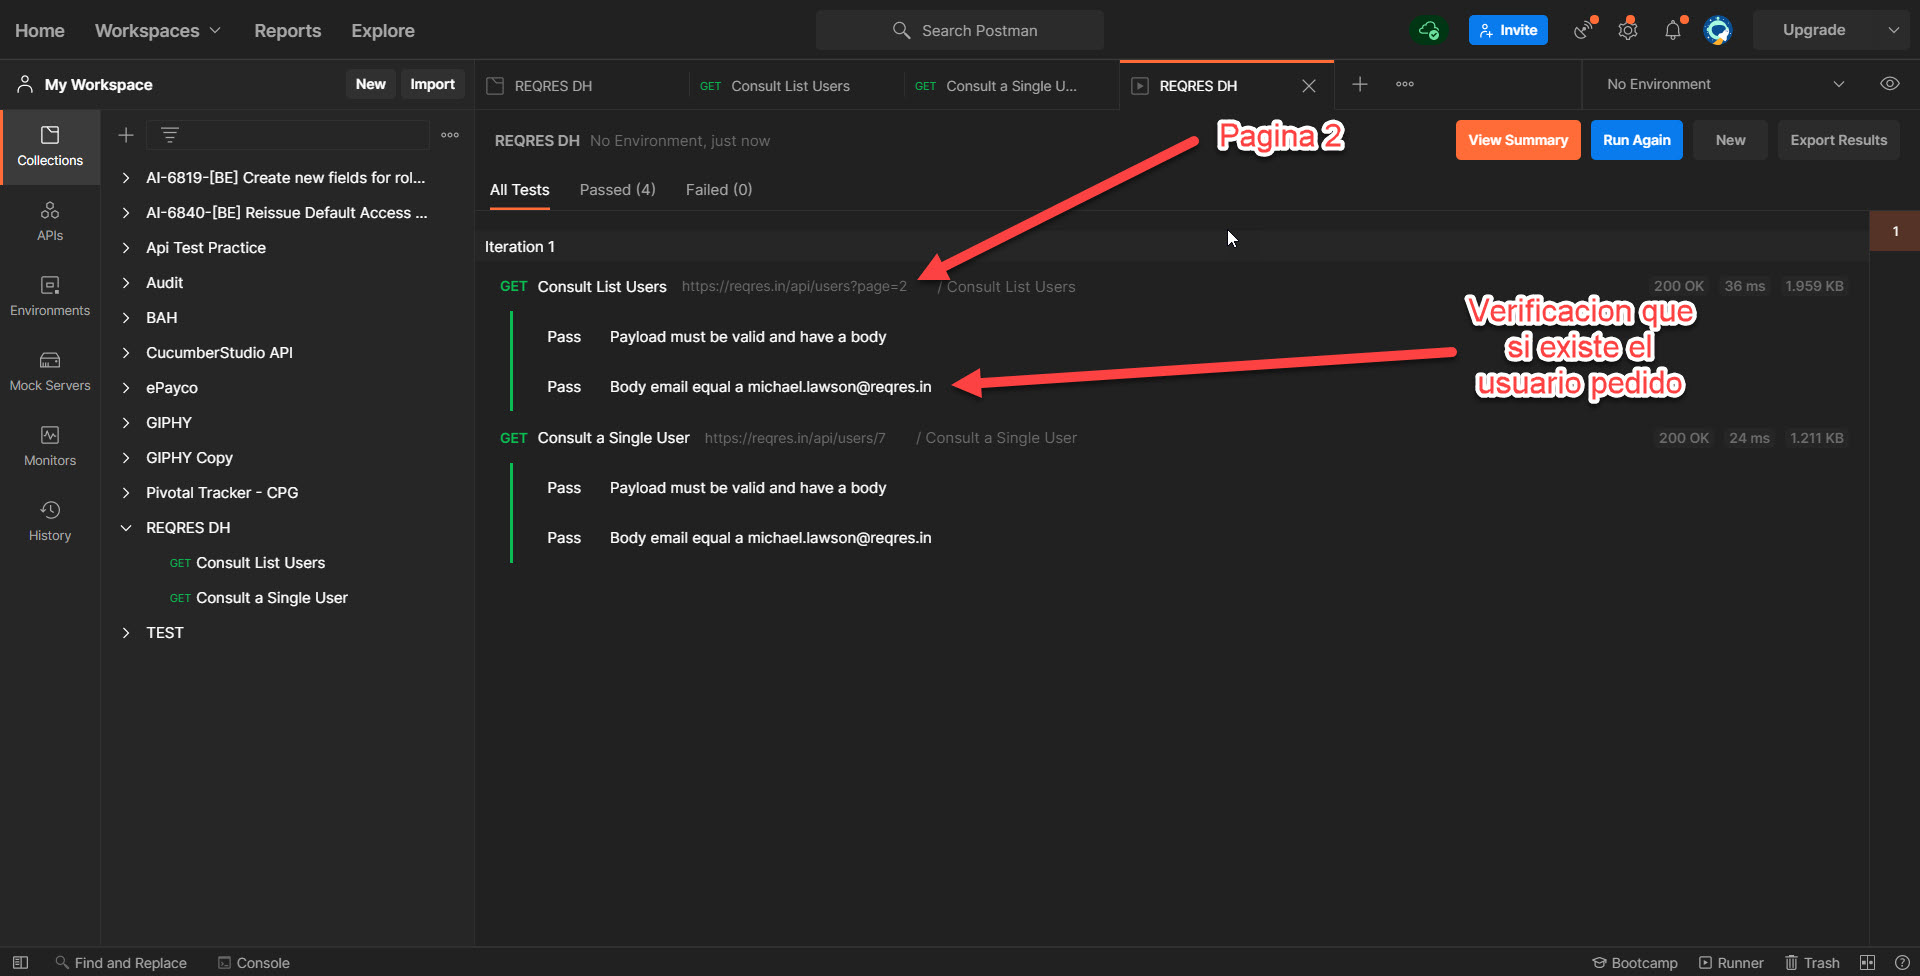 Home Workspaces Reports Explore Search Postman Invite Upgrade
My Workspace New Import REQRES DH GET Consult List Users GET Consult a Single U... REQRES DH No Environment
REQRES DH No Environment, just now Pagina 2 View Summary Run Again New Export Results
All Tests Passed (4) Failed (0)
Collections
APIs
Environments
Mock Servers
Monitors
History
AI-6819-[BE] Create new fields for rol...
AI-6840-[BE] Reissue Default Access ...
Api Test Practice
Audit
BAH
CucumberStudio API
ePayco
GIPHY
GIPHY Copy
Pivotal Tracker - CPG
REQRES DH
GET Consult List Users
GET Consult a Single User
TEST
Iteration 1 1
GET Consult List Users https://reqres.in/api/users?page=2 / Consult List Users 200 OK 36 ms 1.959 KB
Pass Payload must be valid and have a body
Pass Body email equal a michael.lawson@reqres.in
Verificacion que
si existe el
usuario pedido
GET Consult a Single User https://reqres.in/api/users/7 / Consult a Single User 200 OK 24 ms 1.211 KB
Pass Payload must be valid and have a body
Pass Body email equal a michael.lawson@reqres.in
Find and Replace Console Bootcamp Runner Trash